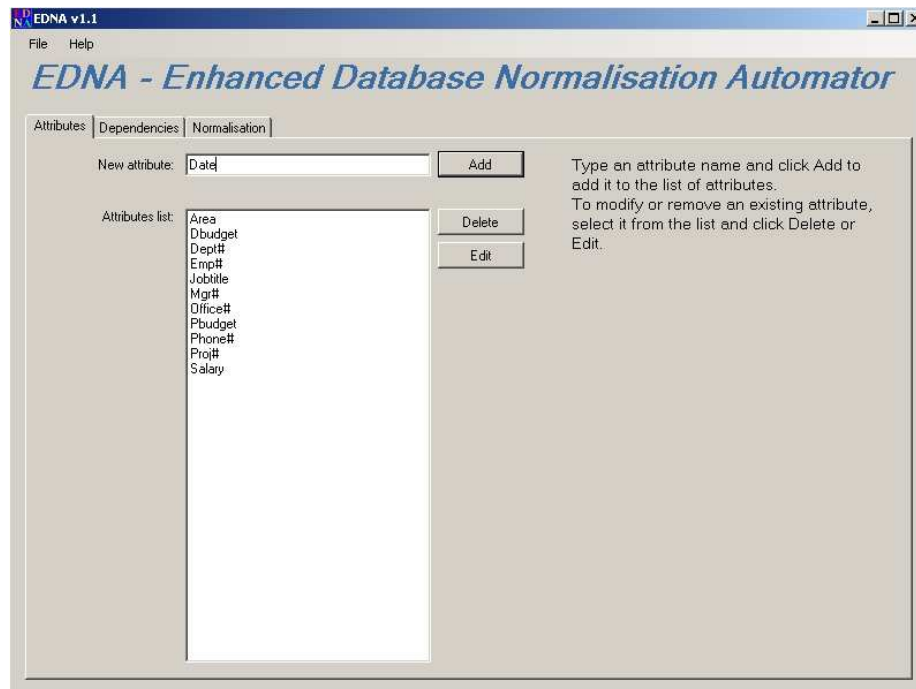 EDNA v1.1
File Help
EDNA - Enhanced Database Normalisation Automator
Attributes Dependencies Normalisation
New attribute: Date Add
Type an attribute name and click Add to
add it to the list of attributes.
To modify or remove an existing attribute,
select it from the list and click Delete or
Edit.
Attributes list:
Delete
Edit
Area
Dbudget
Dept#
Emp#
Jobtitle
Mgr#
Office#
Pbudget
Phone#
Proj#
Salary